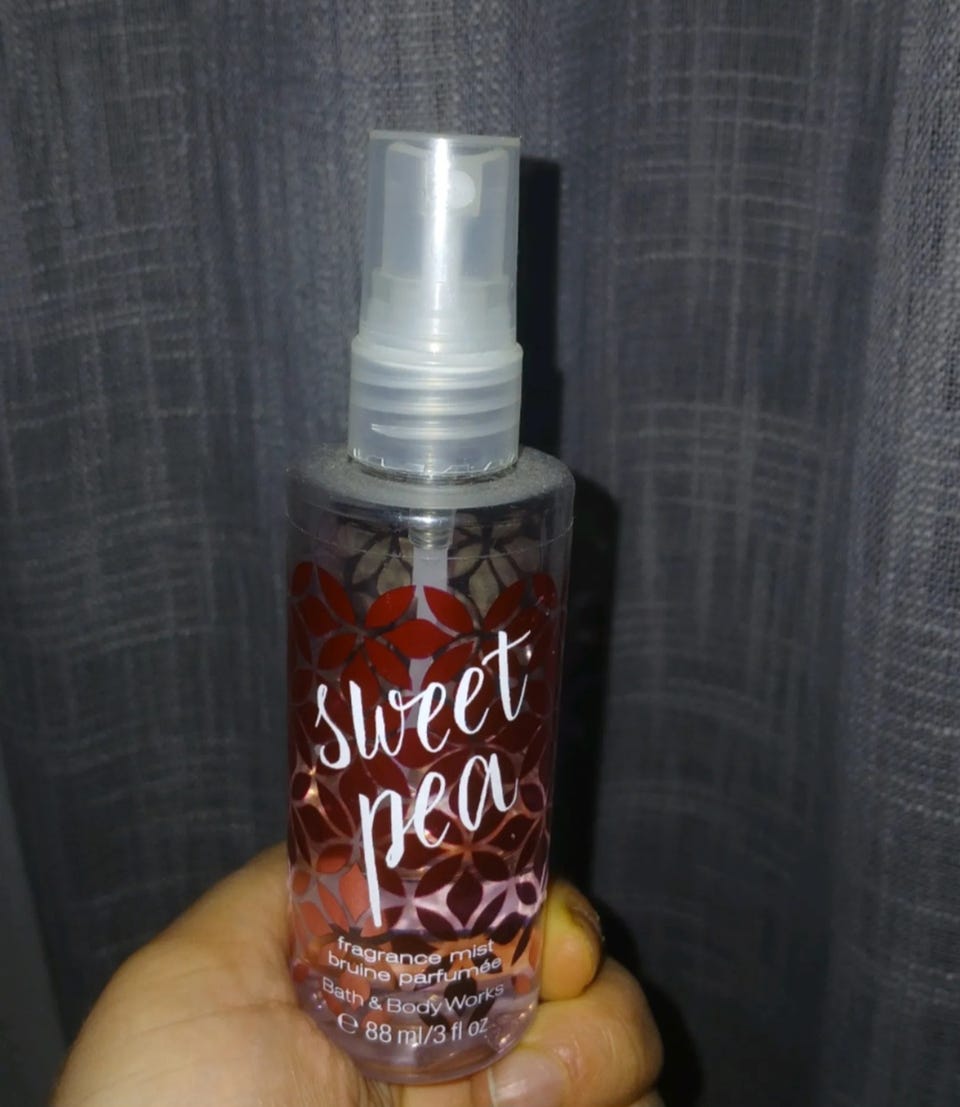 sweet
pea
fragrance mist
bruine parfumée
Bath & Body Works
℮ 88 ml/3 fl oz